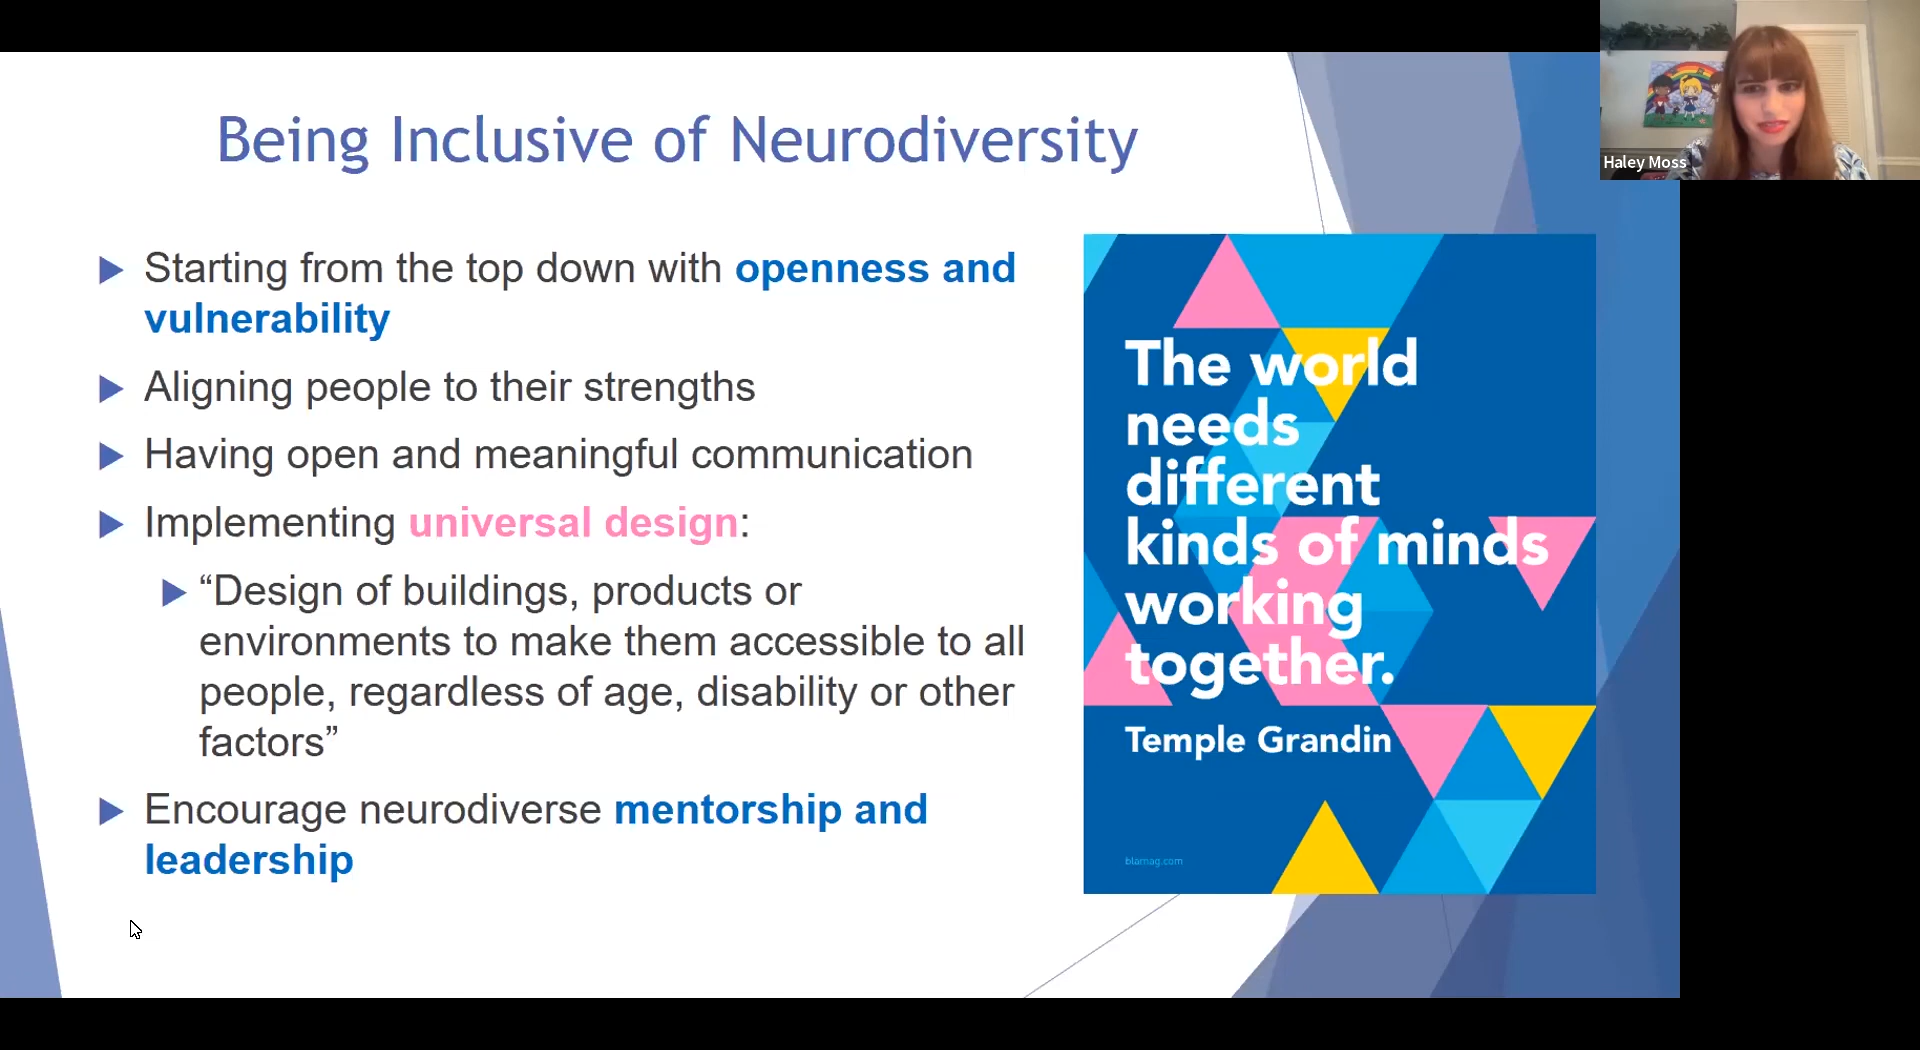 Being Inclusive of Neurodiversity
Haley Moss
Starting from the top down with openness and
vulnerability
Aligning people to their strengths
Having open and meaningful communication
Implementing universal design:
“Design of buildings, products or
environments to make them accessible to all
people, regardless of age, disability or other
factors”
Encourage neurodiverse mentorship and
leadership
The world
needs
different
kinds of minds
working
together.
Temple Grandin
blamag.com